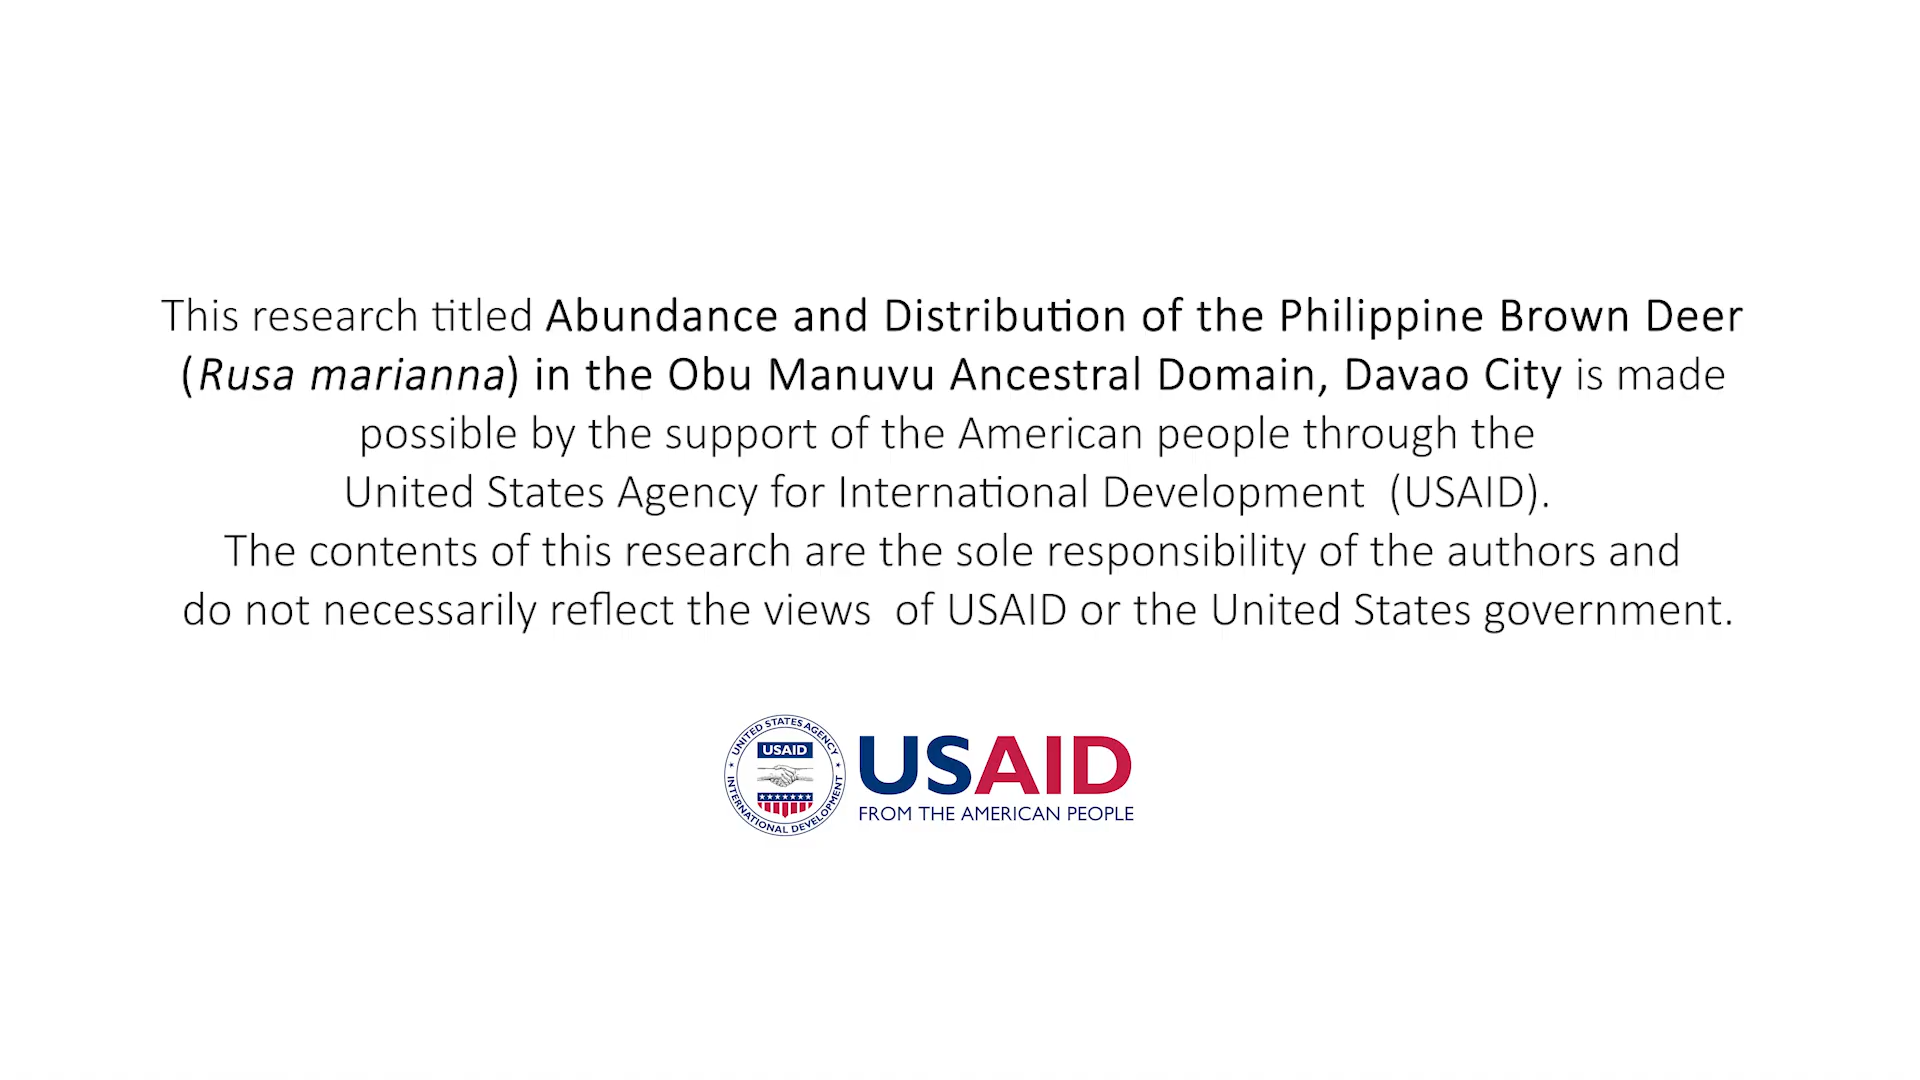 This research titled Abundance and Distribution of the Philippine Brown Deer
(Rusa marianna) in the Obu Manuvu Ancestral Domain, Davao City is made
possible by the support of the American people through the
United States Agency for International Development (USAID).
The contents of this research are the sole responsibility of the authors and
do not necessarily reflect the views of USAID or the United States government.
UNITED STATES AGENCY
USAID
INTERNATIONAL DEVELOPMENT
USAID
FROM THE AMERICAN PEOPLE